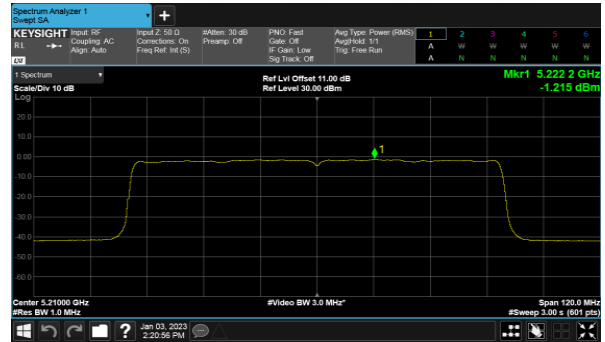 Spectrum Analyzer 1
Swept SA
+
KEYSIGHT Input: RF Input Z: 50 Ω #Atten: 30 dB PNO: Fast Avg Type: Power (RMS) 1 2 3 4 5 6
R L Coupling: AC Corrections: On Preamp: Off Gate: Off Avg|Hold: 1/1 A W W W W W
Align: Auto Freq Ref: Int (S) IF Gain: Low Trig: Free Run
LXI Sig Track: Off A N N N N N
1 Spectrum Ref Lvl Offset 11.00 dB Mkr1 5.222 2 GHz
Scale/Div 10 dB Ref Level 30.00 dBm -1.215 dBm
Log
20.0
10.0
1
0.00
-10.0
-20.0
-30.0
-40.0
-50.0
-60.0
Center 5.21000 GHz #Video BW 3.0 MHz* Span 120.0 MHz
#Res BW 1.0 MHz #Sweep 3.00 s (601 pts)
? Jan 03, 2023
2:20:56 PM